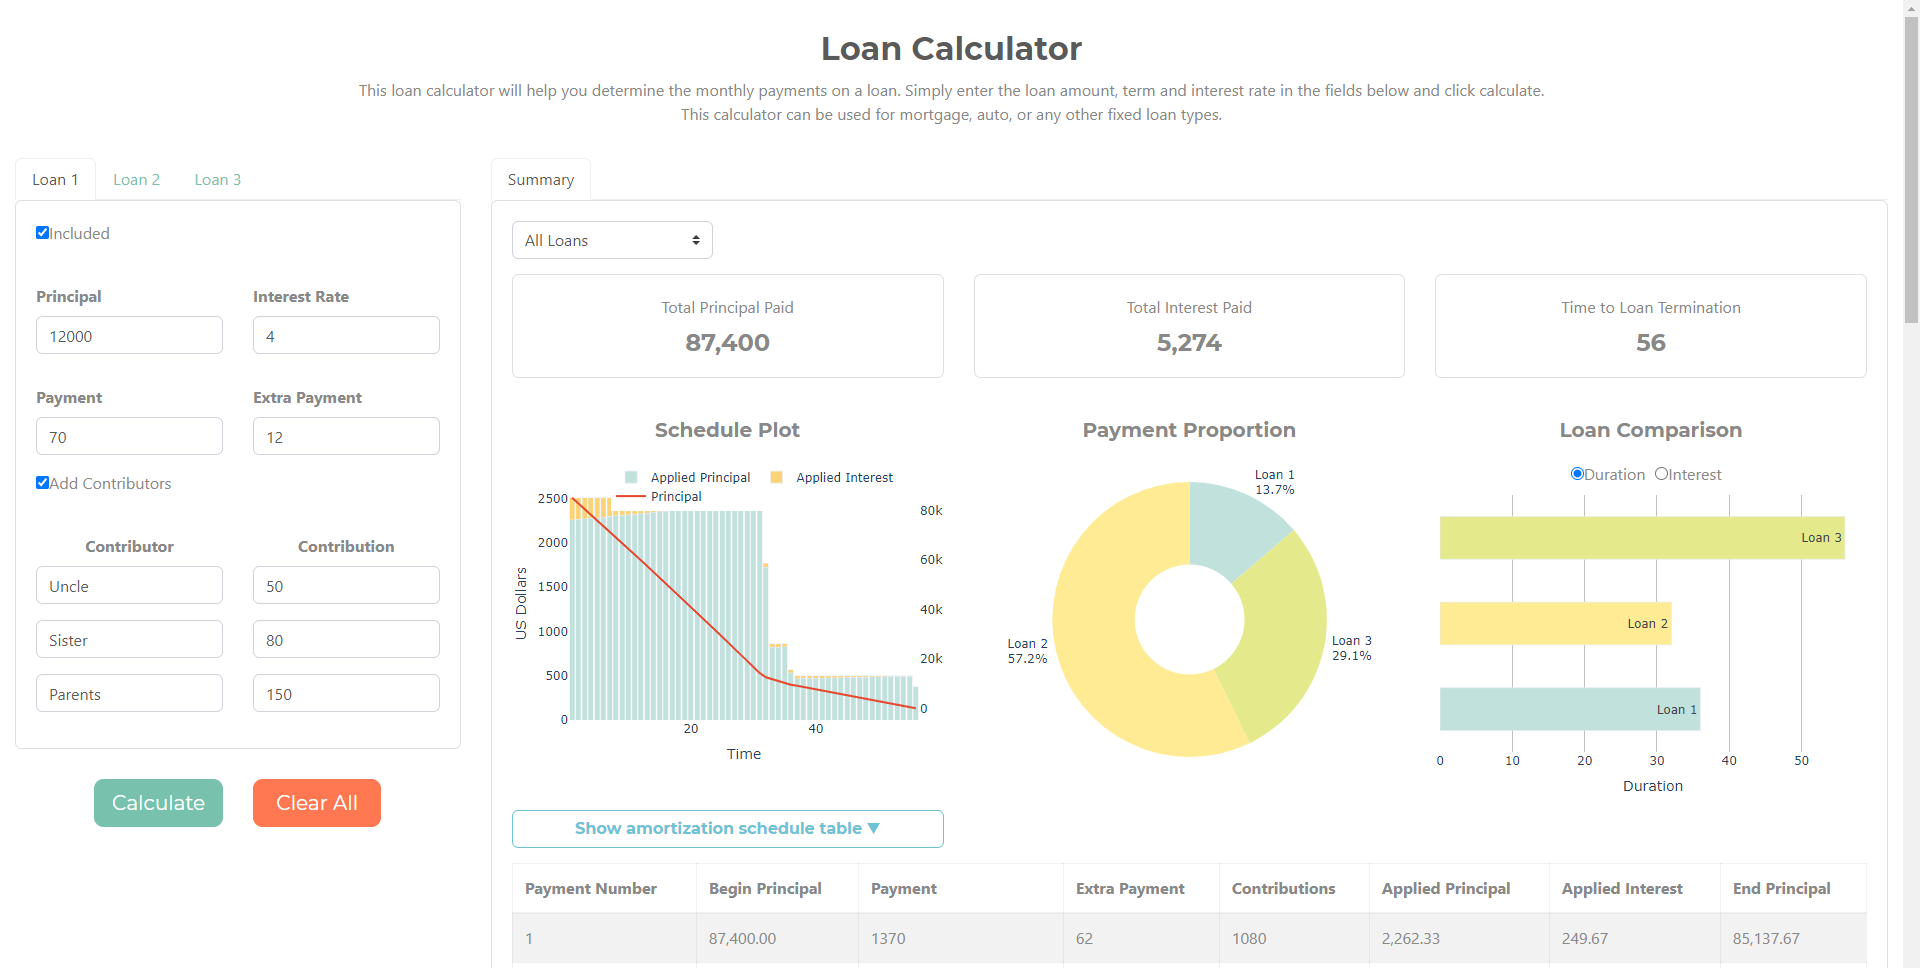 Loan Calculator
This loan calculator will help you determine the monthly payments on a loan. Simply enter the loan amount, term and interest rate in the fields below and click calculate.
This calculator can be used for mortgage, auto, or any other fixed loan types.
Loan 1 Loan 2 Loan 3
Included
Principal Interest Rate
12000 4
Payment Extra Payment
70 12
Add Contributors
Contributor Contribution
Uncle 50
Sister 80
Parents 150
Calculate Clear All
Summary
All Loans
Total Principal Paid
87,400
Total Interest Paid
5,274
Time to Loan Termination
56
Schedule Plot
Applied Principal Applied Interest
Principal
2500
2000
1500
1000
500
0
US Dollars
80k
60k
40k
20k
0
20 40
Time
Payment Proportion
Loan 1
13.7%
Loan 2
57.2%
Loan 3
29.1%
Loan Comparison
Duration Interest
Loan 3
Loan 2
Loan 1
0 10 20 30 40 50
Duration
Show amortization schedule table ▼
Payment Number Begin Principal Payment Extra Payment Contributions Applied Principal Applied Interest End Principal
1 87,400.00 1370 62 1080 2,262.33 249.67 85,137.67